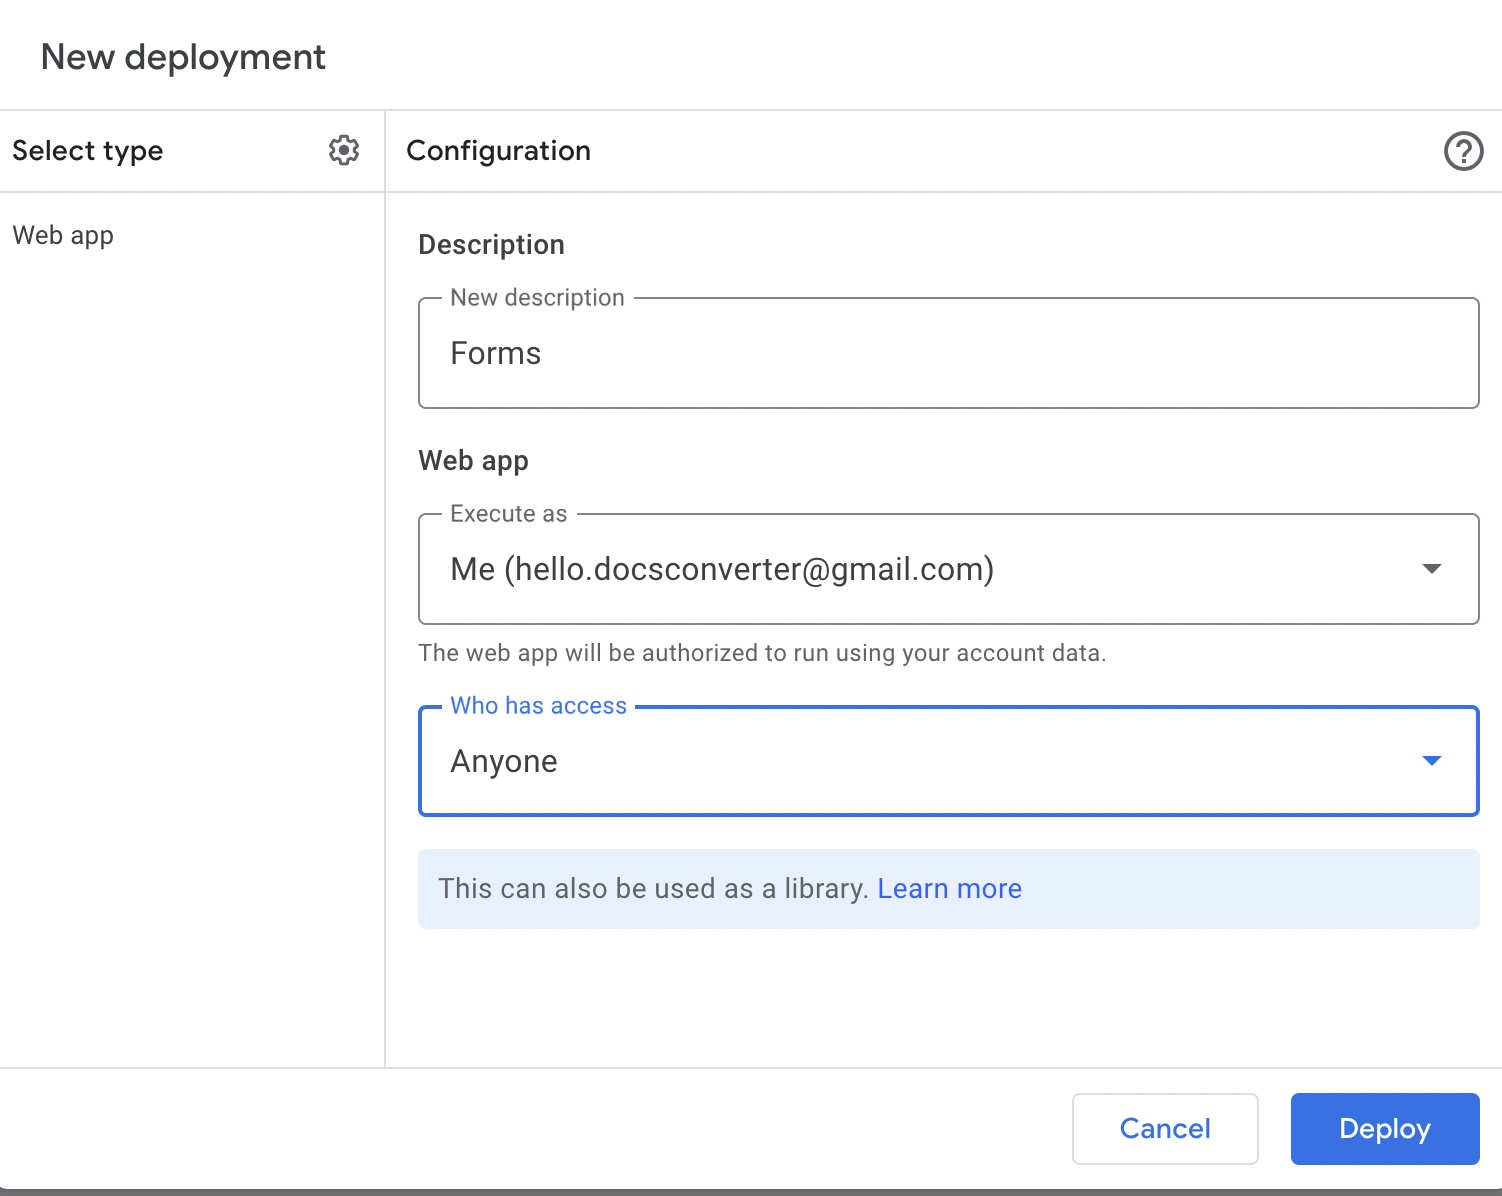 New deployment
Select type
Configuration
Web app
Description
New description
Forms
Web app
Execute as
Me (hello.docsconverter@gmail.com)
The web app will be authorized to run using your account data.
Who has access
Anyone
This can also be used as a library. Learn more
Cancel
Deploy